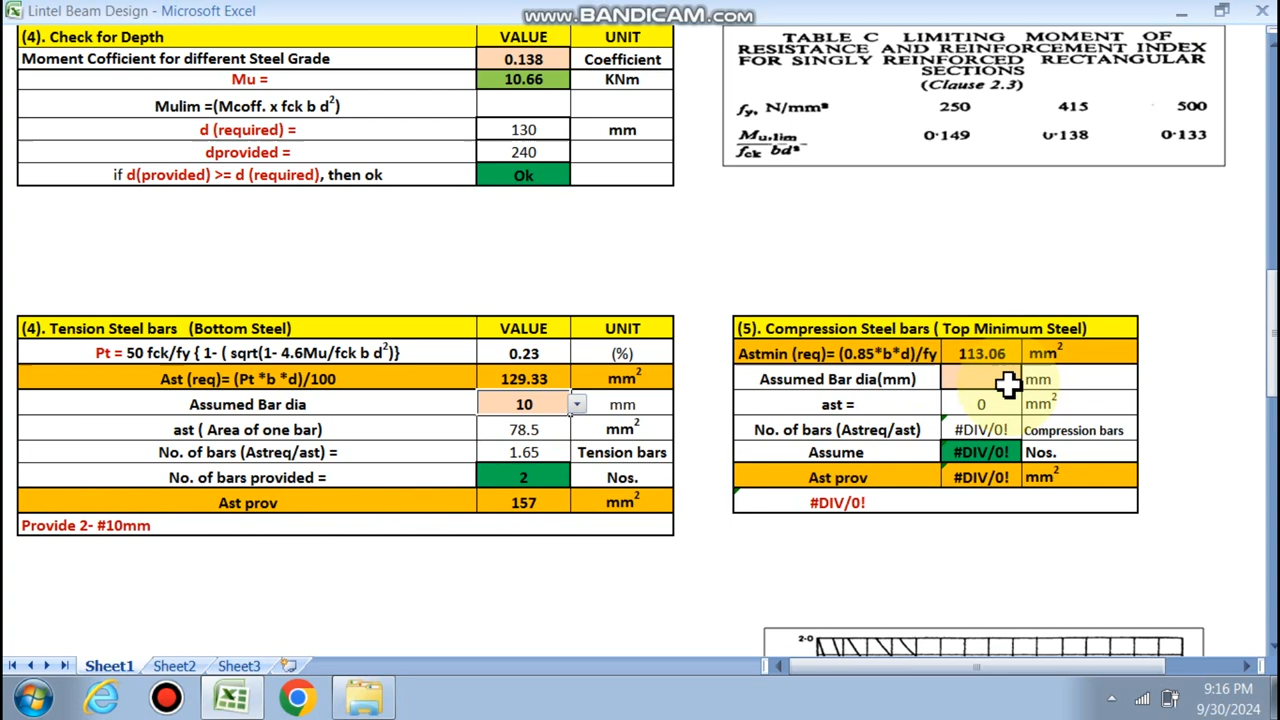 Lintel Beam Design - Microsoft Excel
www.BANDICAM.com
(4). Check for Depth VALUE UNIT
Moment Cofficient for different Steel Grade 0.138 Coefficient
Mu = 10.66 KNm
Mulim =(Mcoff. x fck b d²)
d (required) = 130 mm
dprovided = 240
if d(provided) >= d (required), then ok Ok
TABLE C LIMITING MOMENT OF
RESISTANCE AND REINFORCEMENT INDEX
FOR SINGLY REINFORCED RECTANGULAR
SECTIONS
(Clause 2.3)
fy, N/mm² 250 415 500
Mu,lim / fck bd² 0·149 0·138 0·133
(4). Tension Steel bars (Bottom Steel) VALUE UNIT
Pt = 50 fck/fy { 1- ( sqrt(1- 4.6Mu/fck b d²)} 0.23 (%)
Ast (req)= (Pt *b *d)/100 129.33 mm²
Assumed Bar dia 10 mm
ast ( Area of one bar) 78.5 mm²
No. of bars (Astreq/ast) = 1.65 Tension bars
No. of bars provided = 2 Nos.
Ast prov 157 mm²
Provide 2- #10mm
(5). Compression Steel bars ( Top Minimum Steel)
Astmin (req)= (0.85*b*d)/fy 113.06 mm²
Assumed Bar dia(mm) mm
ast = 0 mm²
No. of bars (Astreq/ast) #DIV/0! Compression bars
Assume #DIV/0! Nos.
Ast prov #DIV/0! mm²
#DIV/0!
2·0
Sheet1 Sheet2 Sheet3
9:16 PM
9/30/2024